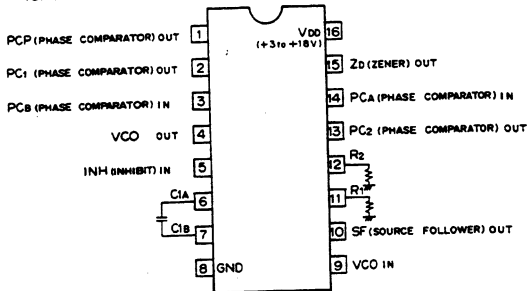 PCP (PHASE COMPARATOR) OUT 1
PC1 (PHASE COMPARATOR) OUT 2
PCB (PHASE COMPARATOR) IN 3
VCO OUT 4
INH (INHIBIT) IN 5
C1A 6
C1B 7
8 GND
VDD 16
(+3 to +18V)
15 ZD (ZENER) OUT
14 PCA (PHASE COMPARATOR) IN
13 PC2 (PHASE COMPARATOR) OUT
12 R2
11 R1
10 SF (SOURCE FOLLOWER) OUT
9 VCO IN